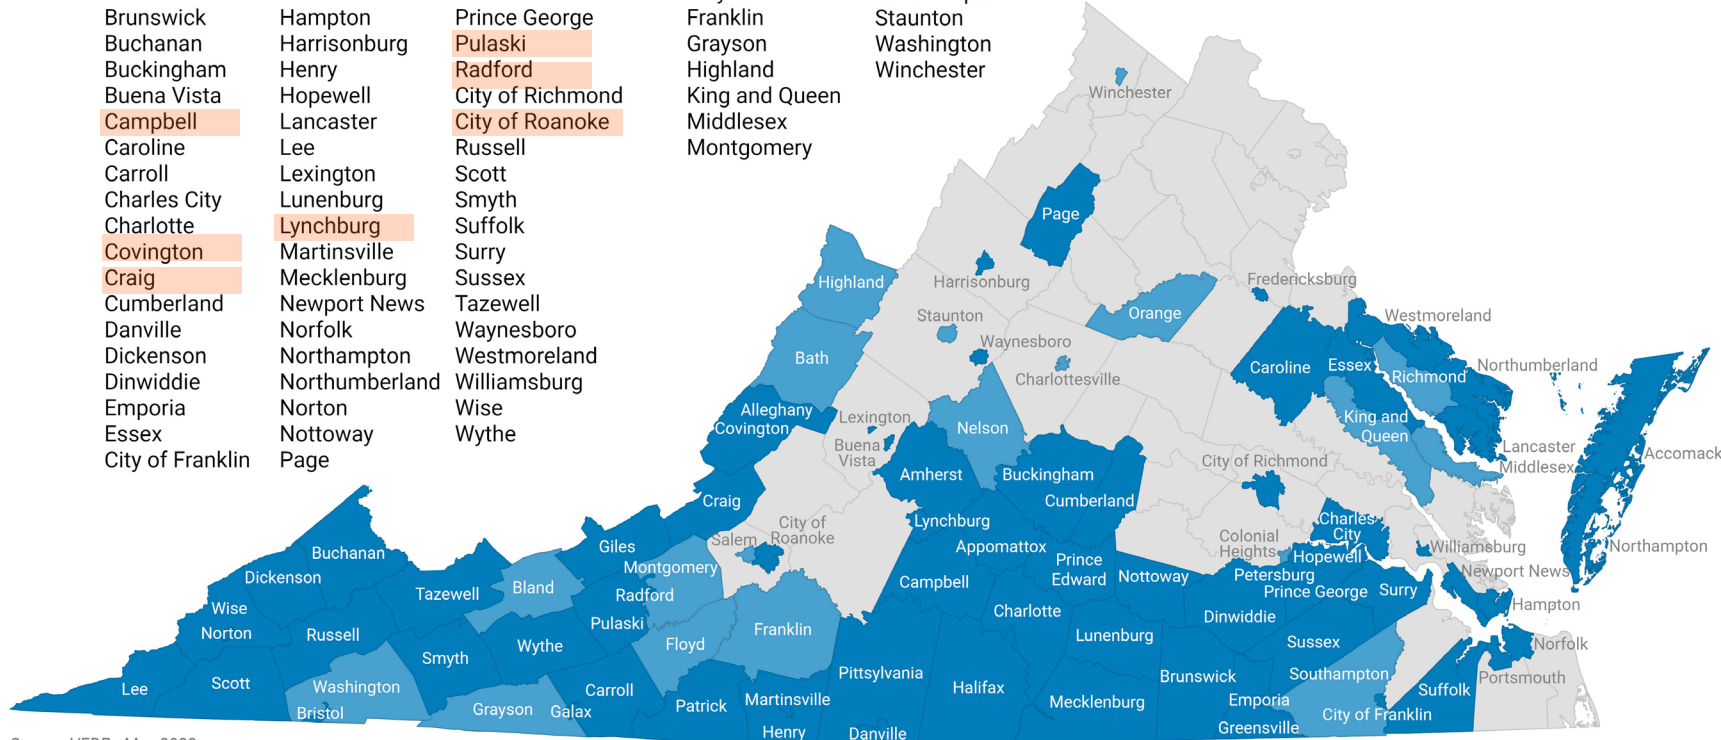 Brunswick
Buchanan
Buckingham
Buena Vista
Campbell
Caroline
Carroll
Charles City
Charlotte
Covington
Craig
Cumberland
Danville
Dickenson
Dinwiddie
Emporia
Essex
City of Franklin
Hampton
Harrisonburg
Henry
Hopewell
Lancaster
Lee
Lexington
Lunenburg
Lynchburg
Martinsville
Mecklenburg
Newport News
Norfolk
Northampton
Northumberland
Norton
Nottoway
Page
Prince George
Pulaski
Radford
City of Richmond
City of Roanoke
Russell
Scott
Smyth
Suffolk
Surry
Sussex
Tazewell
Waynesboro
Westmoreland
Williamsburg
Wise
Wythe
Franklin
Grayson
Highland
King and Queen
Middlesex
Montgomery
Staunton
Washington
Winchester
Winchester
Page
Harrisonburg
Highland
Fredericksburg
Staunton
Orange
Westmoreland
Waynesboro
Bath
Charlottesville
Caroline
Essex
Richmond
Northumberland
Alleghany
Covington
Lexington
Nelson
King and
Queen
Buena
Vista
Lancaster
Middlesex
Accomack
Amherst
Buckingham
City of Richmond
Craig
Cumberland
Lynchburg
City of
Roanoke
Salem
Charles
City
Colonial
Heights
Buchanan
Giles
Appomattox
Hopewell
Williamsburg
Northampton
Montgomery
Prince
Edward
Nottoway
Petersburg
Newport News
Dickenson
Bland
Tazewell
Radford
Campbell
Prince George
Surry
Wise
Hampton
Norton
Russell
Pulaski
Charlotte
Dinwiddie
Franklin
Lunenburg
Wythe
Floyd
Sussex
Norfolk
Smyth
Lee
Scott
Washington
Pittsylvania
Southampton
Brunswick
Portsmouth
Carroll
Halifax
Suffolk
Bristol
Grayson
Galax
Patrick
Martinsville
Mecklenburg
Emporia
City of Franklin
Henry
Danville
Greensville